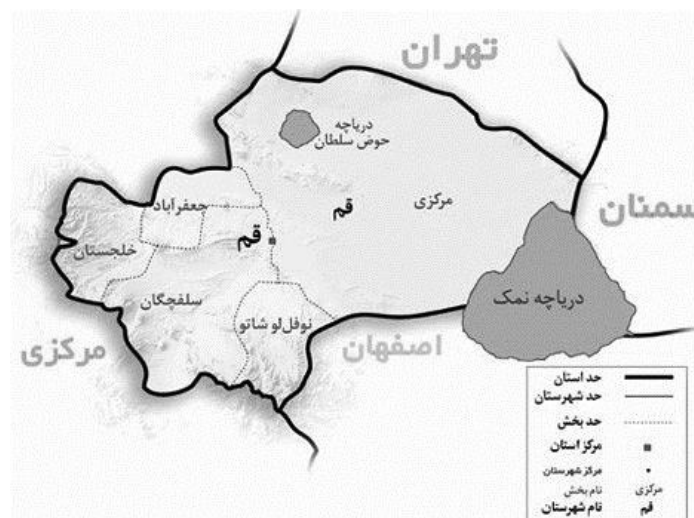 تهران
دریاچه
حوض سلطان
سمنان
جعفرآباد
مرکزی
قم
قم
خلجستان
سلفچگان
دریاچه نمک
نوفل‌لو شاتو
اصفهان
مرکزی
حد استان
حد شهرستان
حد بخش
مرکز استان
مرکز شهرستان
نام بخش مرکزی
نام شهرستان قم